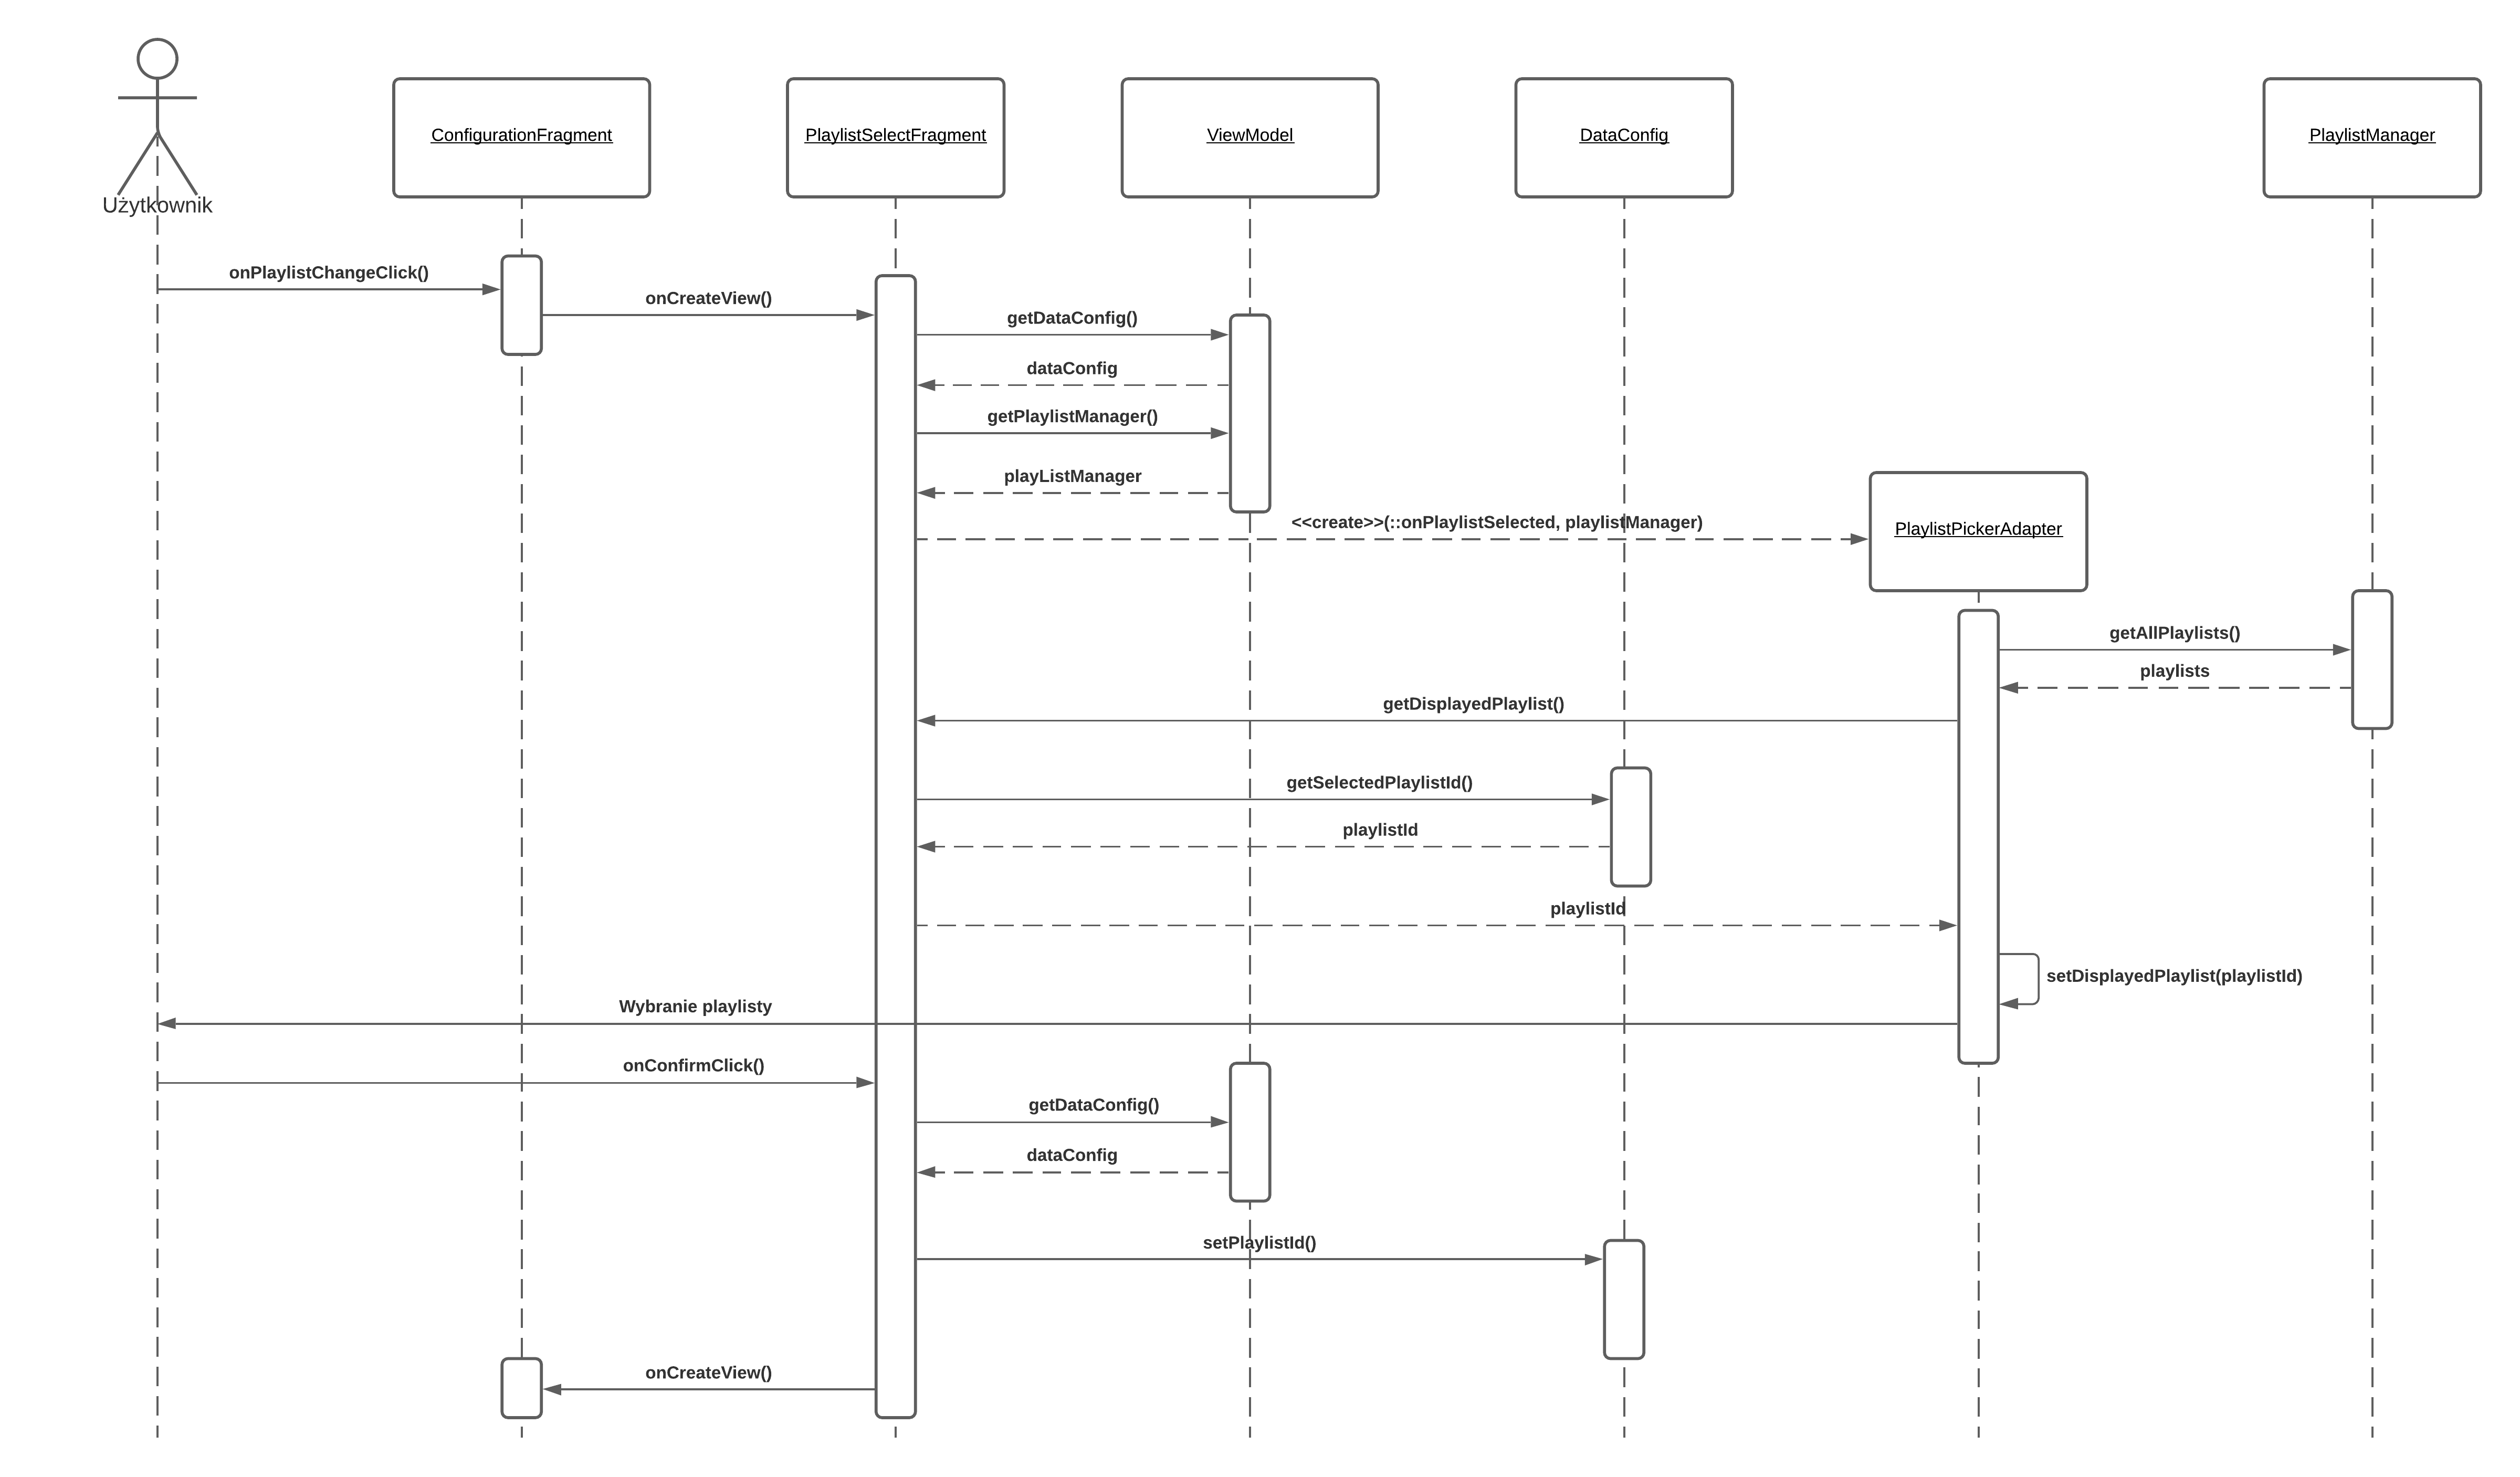 Użytkownik
ConfigurationFragment
PlaylistSelectFragment
ViewModel
DataConfig
PlaylistManager
onPlaylistChangeClick()
onCreateView()
getDataConfig()
dataConfig
getPlaylistManager()
playListManager
<<create>>(::onPlaylistSelected, playlistManager)
PlaylistPickerAdapter
getAllPlaylists()
playlists
getDisplayedPlaylist()
getSelectedPlaylistId()
playlistId
playlistId
setDisplayedPlaylist(playlistId)
Wybranie playlisty
onConfirmClick()
getDataConfig()
dataConfig
setPlaylistId()
onCreateView()